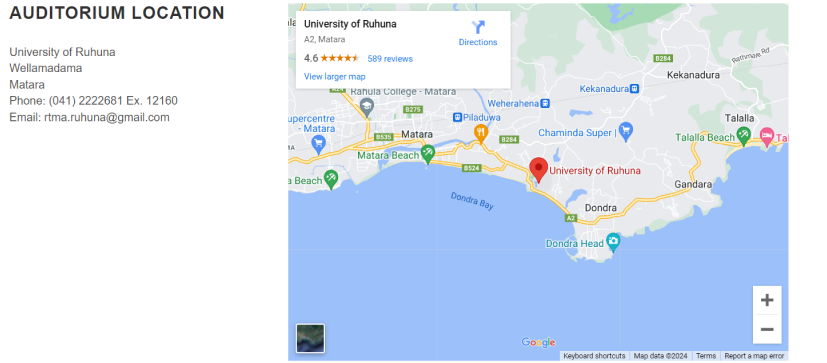 AUDITORIUM LOCATION
University of Ruhuna
Wellamadama
Matara
Phone: (041) 2222681 Ex. 12160
Email: rtma.ruhuna@gmail.com
University of Ruhuna
A2, Matara
4.6
589 reviews
View larger map
Directions
B284
Rathmale Rd
Kekanadura
Kekanadura
A24
Rahula College - Matara
Weherahena
B275
Piladuwa
Talalla
upercentre
- Matara
B535
Matara
B284
Chaminda Super |
Talalla Beach
Tal
Matara Beach
B524
University of Ruhuna
a Beach
Gandara
Dondra Bay
Dondra
A2
Dondra Head
Google
Keyboard shortcuts
Map data ©2024
Terms
Report a map error